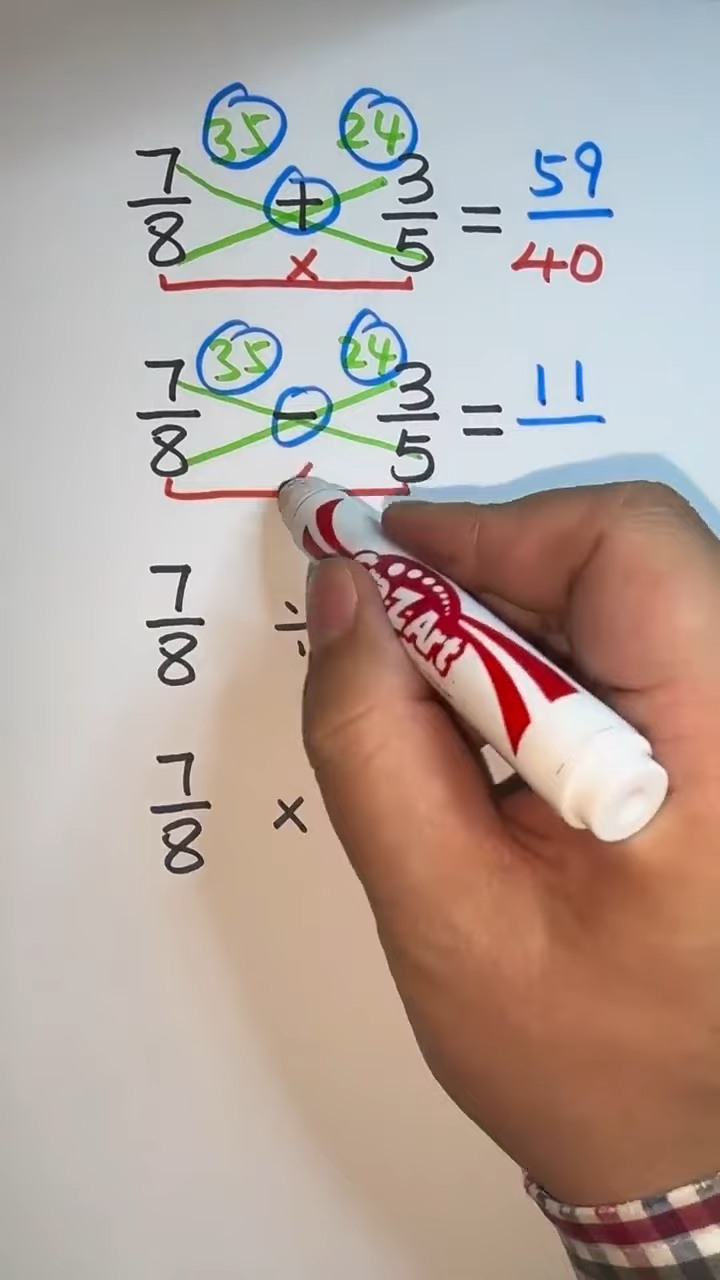 35 24
7/8 + 3/5 = 59/40
×
35 24
7/8 - 3/5 = 11
7/8 ÷
7/8 ×
Z.Art